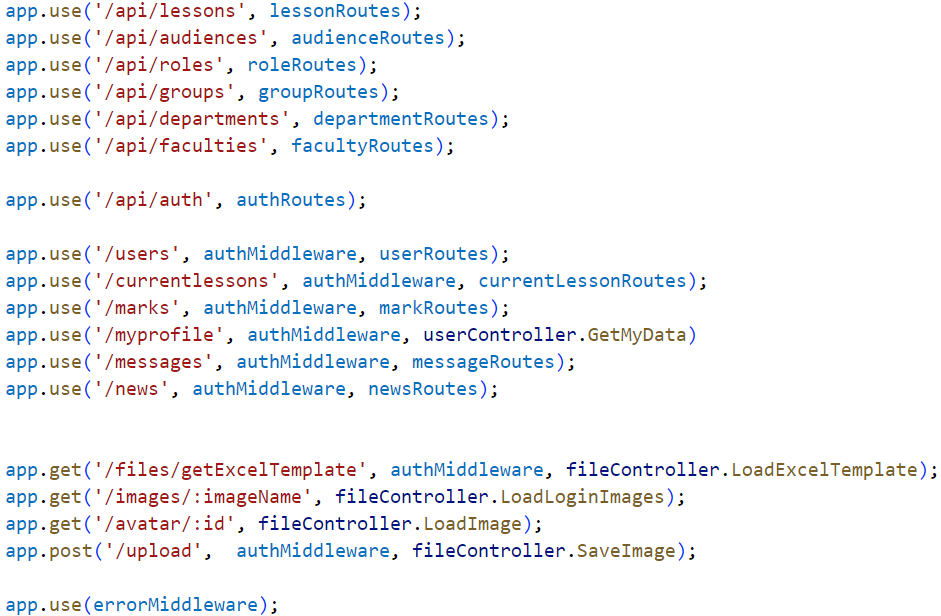 app.use('/api/lessons', lessonRoutes);
app.use('/api/audiences', audienceRoutes);
app.use('/api/roles', roleRoutes);
app.use('/api/groups', groupRoutes);
app.use('/api/departments', departmentRoutes);
app.use('/api/faculties', facultyRoutes);

app.use('/api/auth', authRoutes);

app.use('/users', authMiddleware, userRoutes);
app.use('/currentlessons', authMiddleware, currentLessonRoutes);
app.use('/marks', authMiddleware, markRoutes);
app.use('/myprofile', authMiddleware, userController.GetMyData)
app.use('/messages', authMiddleware, messageRoutes);
app.use('/news', authMiddleware, newsRoutes);


app.get('/files/getExcelTemplate', authMiddleware, fileController.LoadExcelTemplate);
app.get('/images/:imageName', fileController.LoadLoginImages);
app.get('/avatar/:id', fileController.LoadImage);
app.post('/upload',  authMiddleware, fileController.SaveImage);

app.use(errorMiddleware);